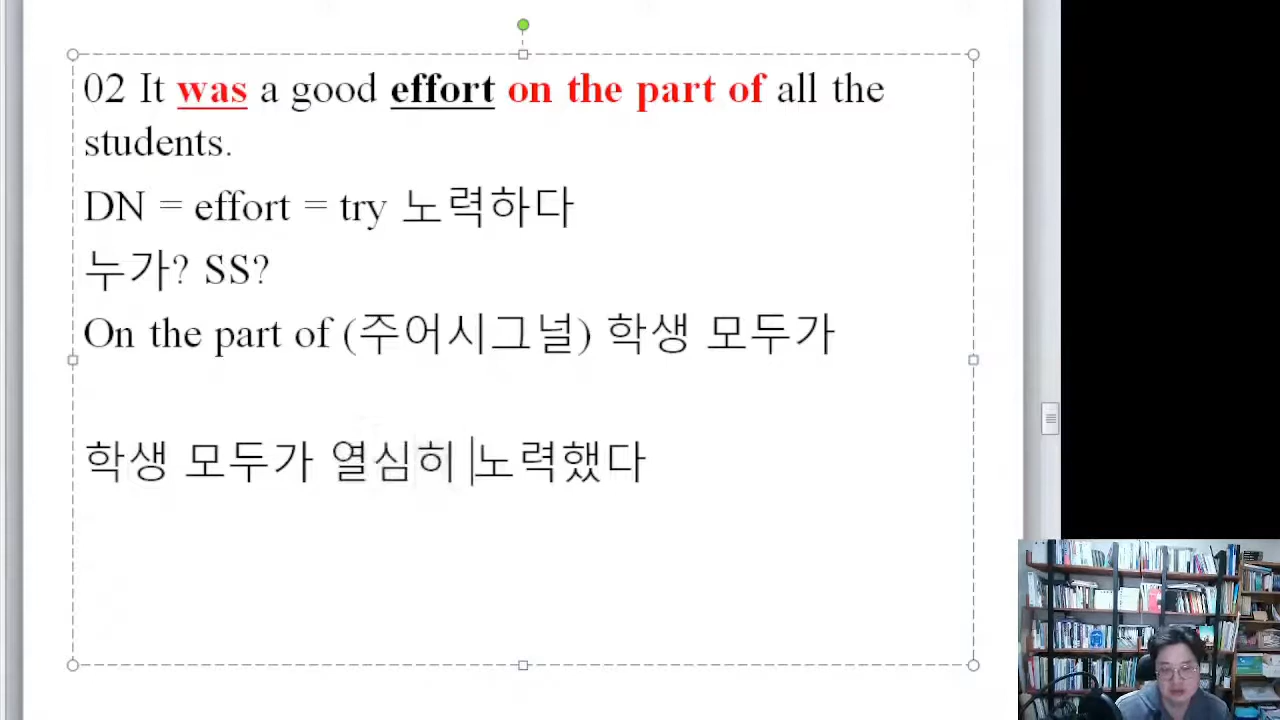 02 It was a good effort on the part of all the
students.
DN = effort = try 노력하다
누가? SS?
On the part of (주어시그널) 학생 모두가
학생 모두가 열심히 노력했다